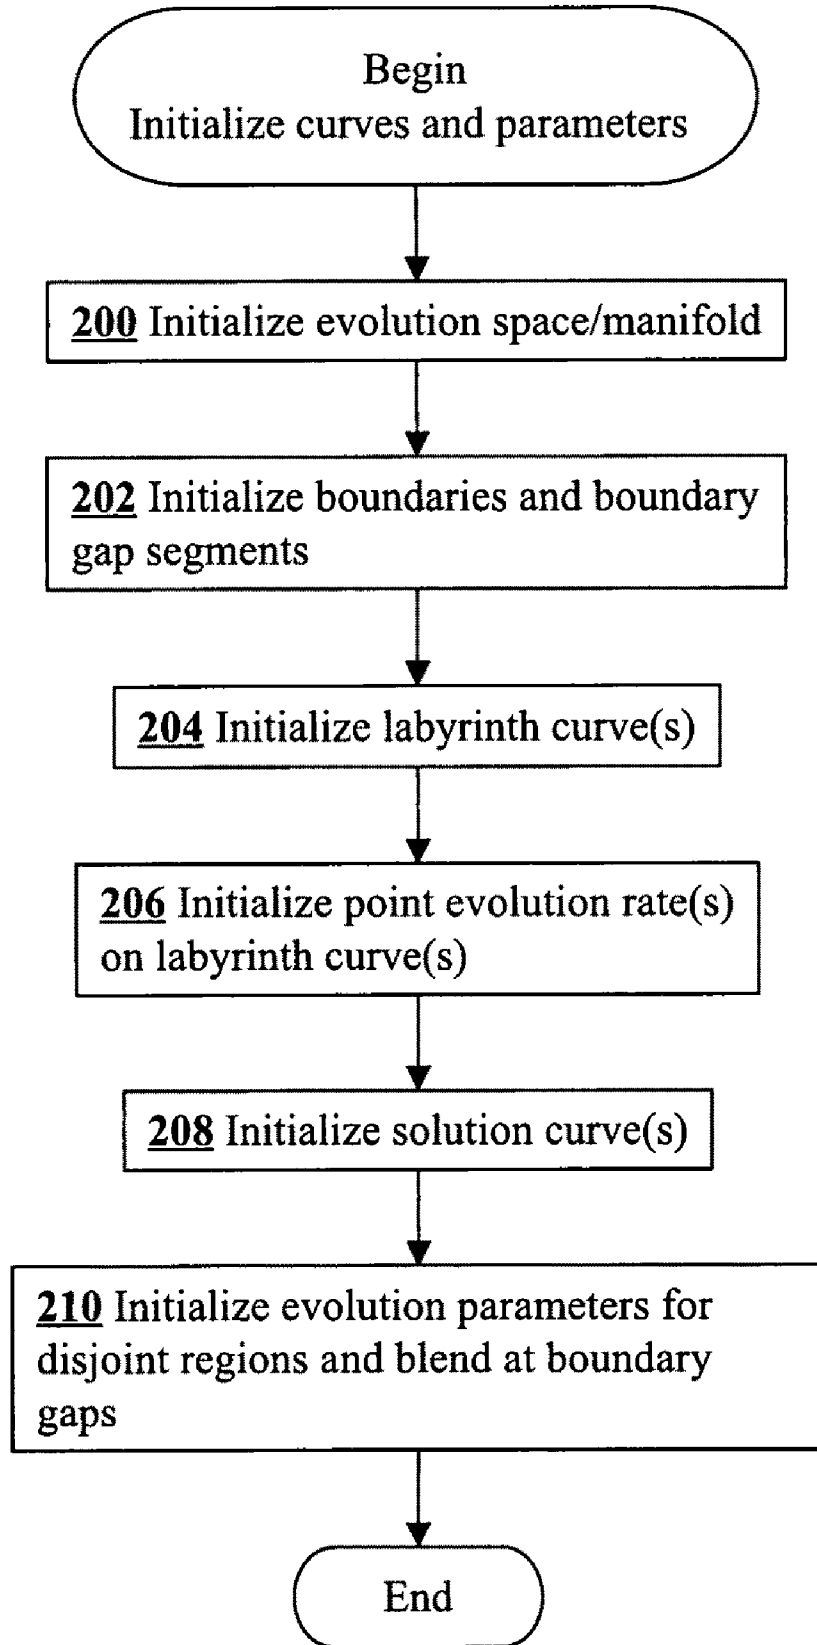 Begin
Initialize curves and parameters
200 Initialize evolution space/manifold
202 Initialize boundaries and boundary
gap segments
204 Initialize labyrinth curve(s)
206 Initialize point evolution rate(s)
on labyrinth curve(s)
208 Initialize solution curve(s)
210 Initialize evolution parameters for
disjoint regions and blend at boundary
gaps
End